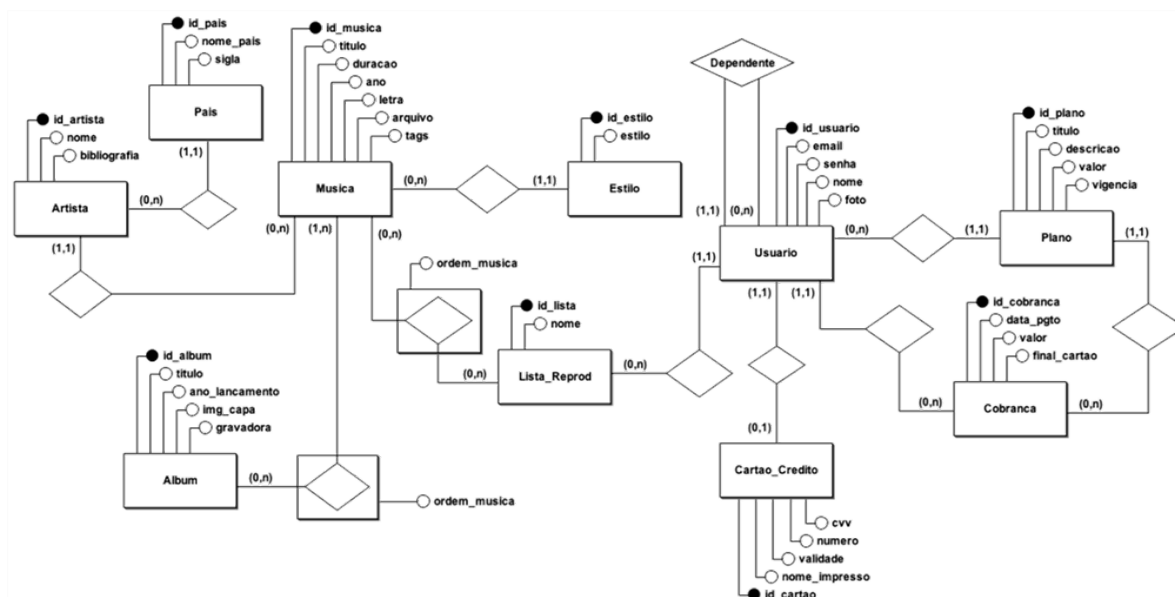 id_pais
nome_pais
sigla
Pais
(1,1)
id_artista
nome
bibliografia
Artista
(0,n)
(1,1)
id_musica
titulo
duracao
ano
letra
arquivo
tags
Musica
(0,n)
(0,n)
(1,n)
(0,n)
id_estilo
estilo
Estilo
(1,1)
ordem_musica
id_lista
nome
Lista_Reprod
(0,n)
(0,n)
id_album
titulo
ano_lancamento
img_capa
gravadora
Album
(0,n)
ordem_musica
Dependente
(1,1)
(0,n)
id_usuario
email
senha
nome
foto
Usuario
(0,n)
(1,1)
(1,1)
(1,1)
id_plano
titulo
descricao
valor
vigencia
Plano
(1,1)
(1,1)
id_cobranca
data_pgto
valor
final_cartao
Cobranca
(0,n)
(0,n)
(0,1)
Cartao_Credito
cvv
numero
validade
nome_impresso
id_cartao